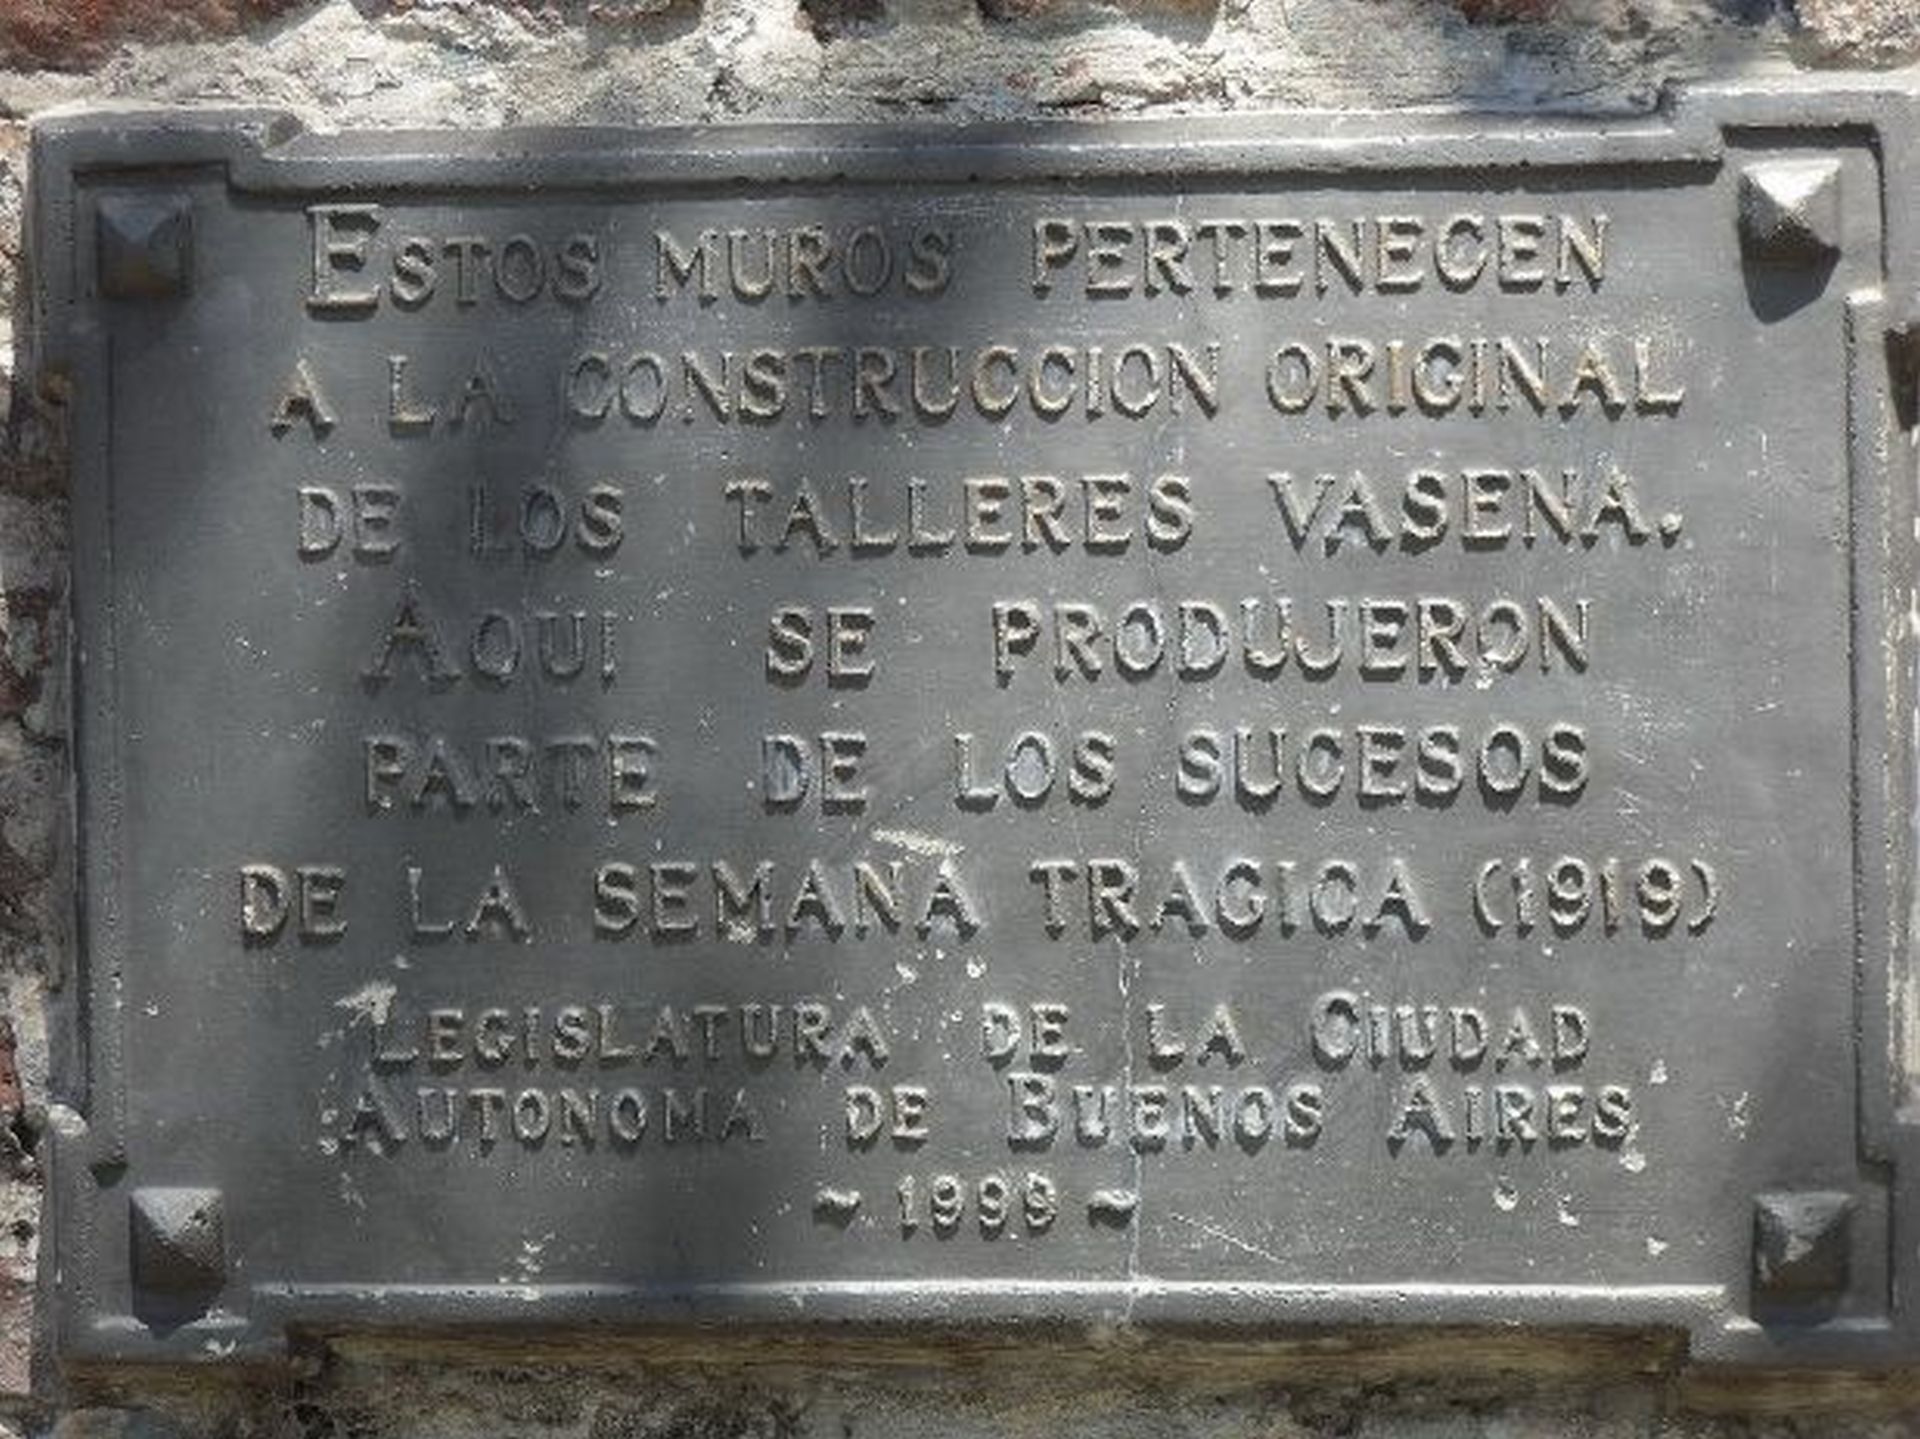 ESTOS MUROS PERTENECEN
A LA CONSTRUCCION ORIGINAL
DE LOS TALLERES VASENA.
AQUI SE PRODUJERON
PARTE DE LOS SUCESOS
DE LA SEMANA TRAGICA (1919)
LEGISLATURA DE LA CIUDAD
AUTONOMA DE BUENOS AIRES
~ 1999 ~